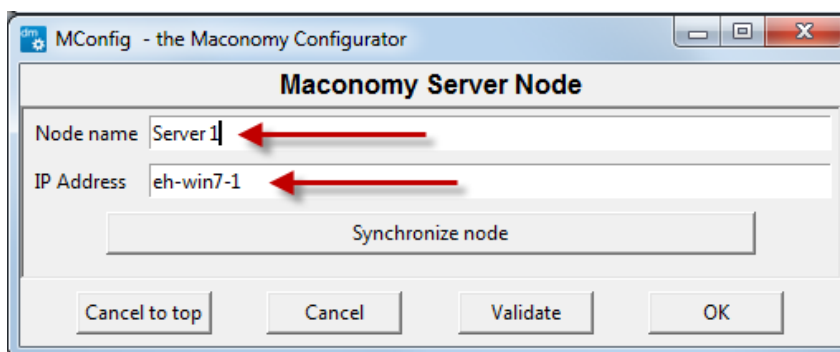 dm MConfig - the Maconomy Configurator
Maconomy Server Node
Node name Server 1
IP Address eh-win7-1
Synchronize node
Cancel to top Cancel Validate OK